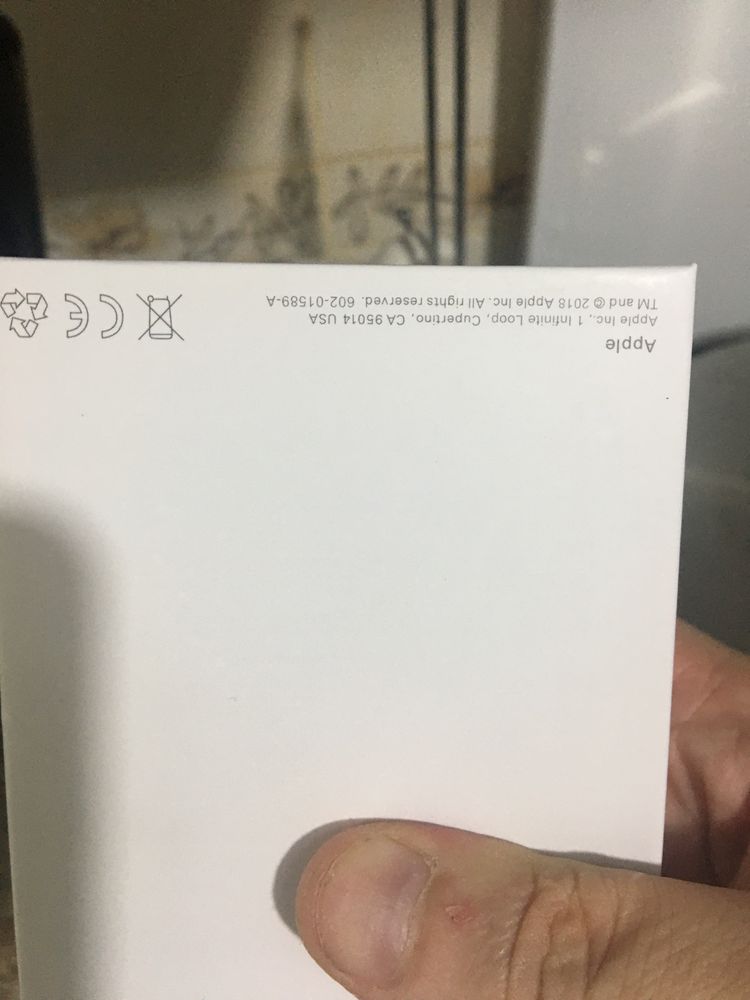 Apple
Apple Inc., 1 Infinite Loop, Cupertino, CA 95014 USA
TM and © 2018 Apple Inc. All rights reserved. 602-01589-A